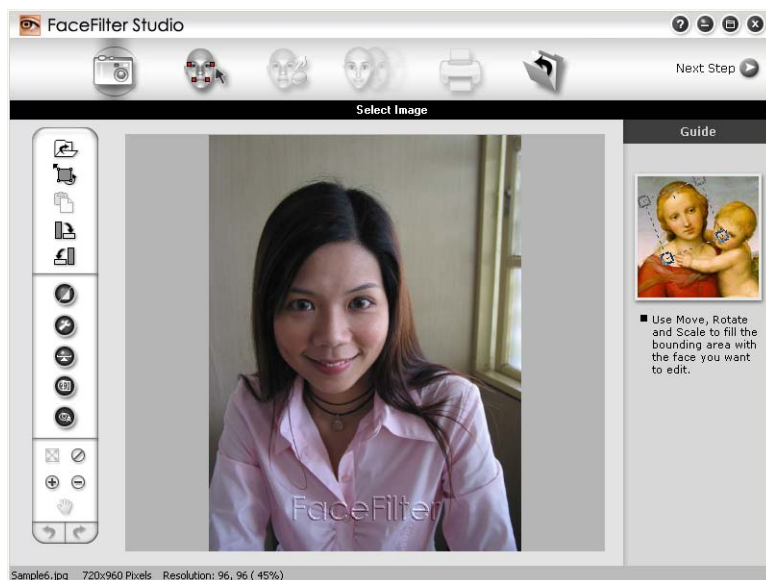 FaceFilter Studio
Next Step
Select Image
Guide
Use Move, Rotate
and Scale to fill the
bounding area with
the face you want
to edit.
FaceFilter
Sample6.jpg 720x960 Pixels Resolution: 96, 96 ( 45%)